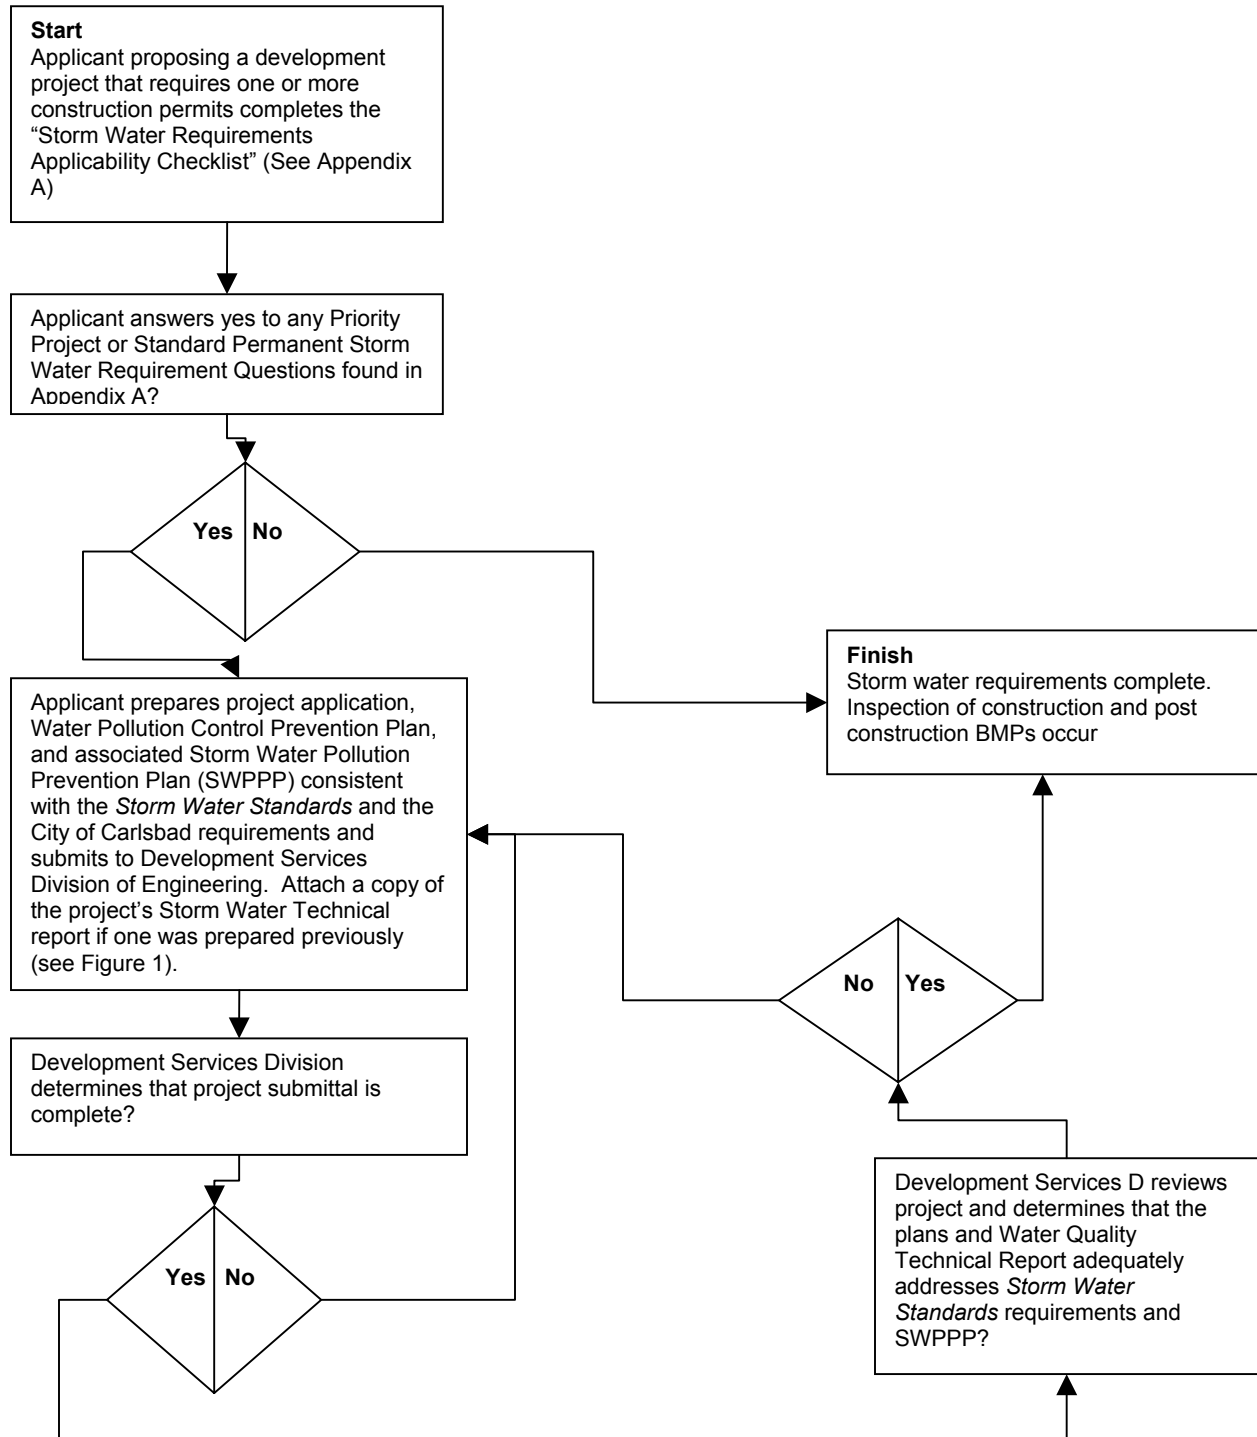 Start
Applicant proposing a development
project that requires one or more
construction permits completes the
“Storm Water Requirements
Applicability Checklist” (See Appendix
A)
Applicant answers yes to any Priority
Project or Standard Permanent Storm
Water Requirement Questions found in
Appendix A?
Yes No
Finish
Storm water requirements complete.
Inspection of construction and post
construction BMPs occur
Applicant prepares project application,
Water Pollution Control Prevention Plan,
and associated Storm Water Pollution
Prevention Plan (SWPPP) consistent
with the Storm Water Standards and the
City of Carlsbad requirements and
submits to Development Services
Division of Engineering.  Attach a copy of
the project’s Storm Water Technical
report if one was prepared previously
(see Figure 1).
No Yes
Development Services Division
determines that project submittal is
complete?
Yes No
Development Services D reviews
project and determines that the
plans and Water Quality
Technical Report adequately
addresses Storm Water
Standards requirements and
SWPPP?